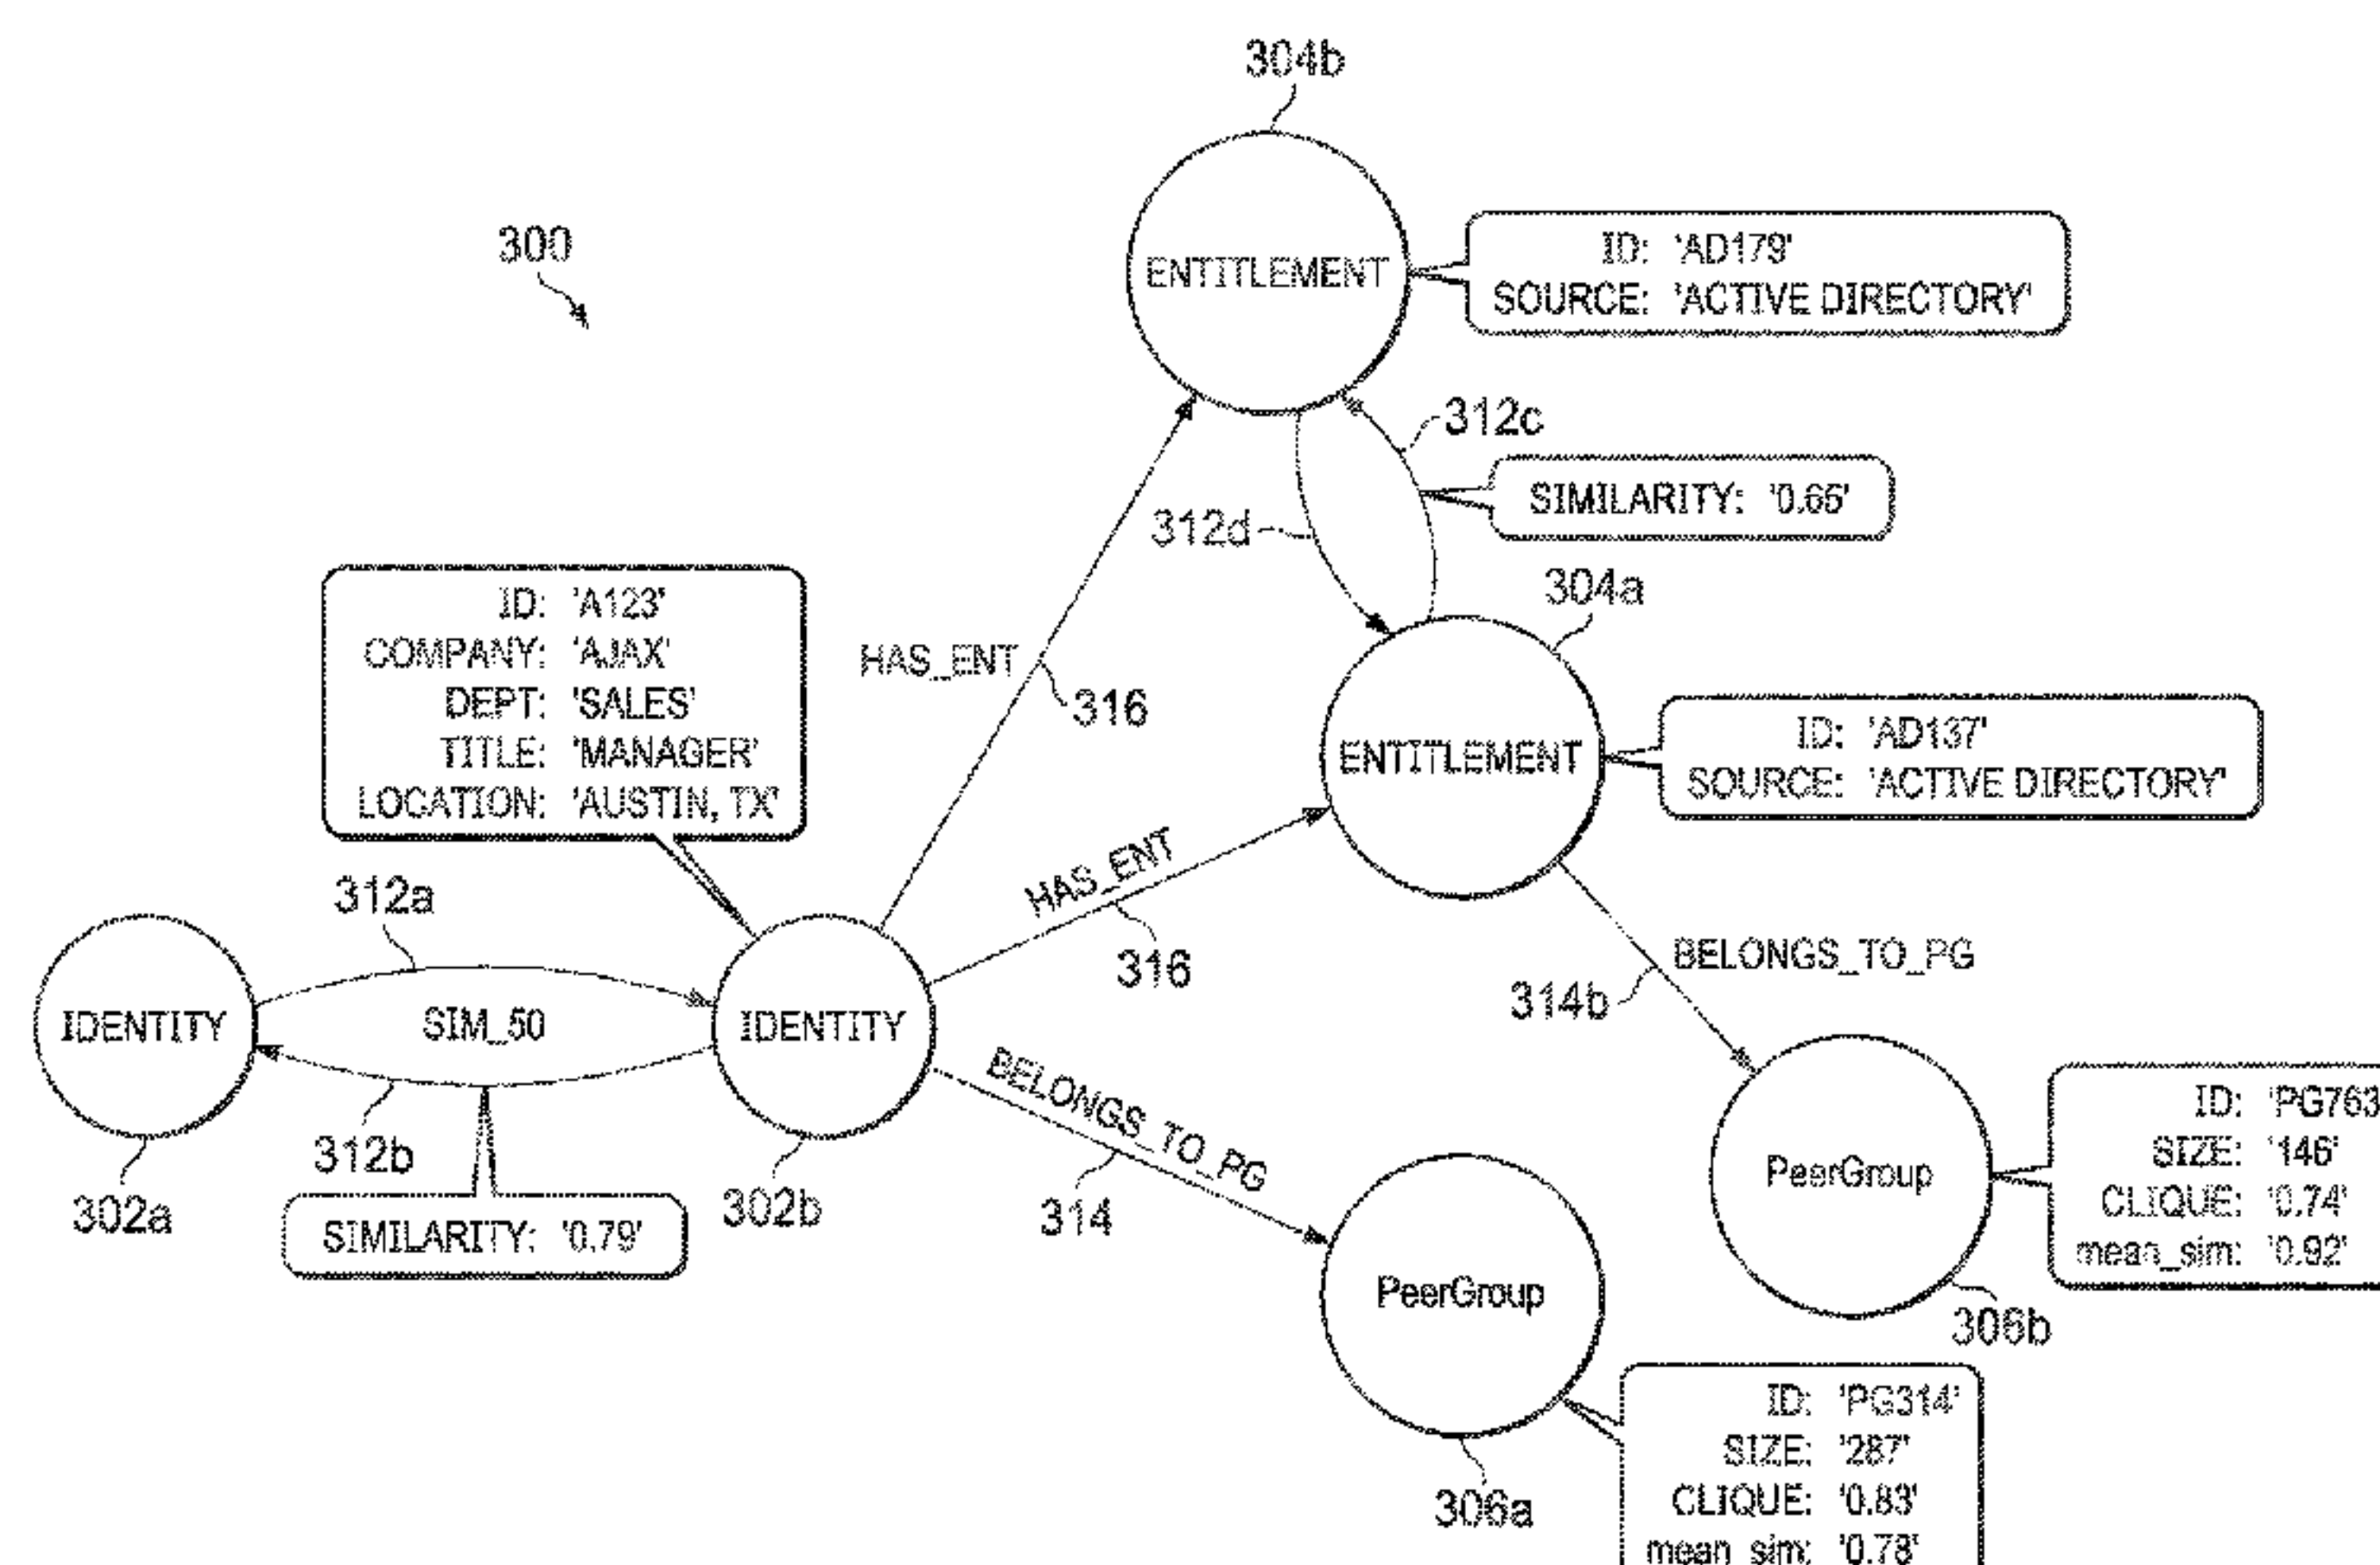 304b
300
ENTITLEMENT
ID: 'AD179'
SOURCE: 'ACTIVE DIRECTORY'
312c
SIMILARITY: '0.66'
312d
304a
ID: 'A123'
COMPANY: 'AJAX'
DEPT: 'SALES'
TITLE: 'MANAGER'
LOCATION: 'AUSTIN, TX'
HAS_ENT
316
ENTITLEMENT
ID: 'AD137'
SOURCE: 'ACTIVE DIRECTORY'
HAS_ENT
316
312a
IDENTITY
SIM_50
IDENTITY
BELONGS_TO_PG
314b
312b
302a
SIMILARITY: '0.79'
302b
BELONGS_TO_PG
314
PeerGroup
ID: 'PG763
SIZE: '146'
CLIQUE: '0.74'
mean_sim: '0.92'
306b
PeerGroup
306a
ID: 'PG314'
SIZE: '287'
CLIQUE: '0.83'
mean_sim: '0.78'